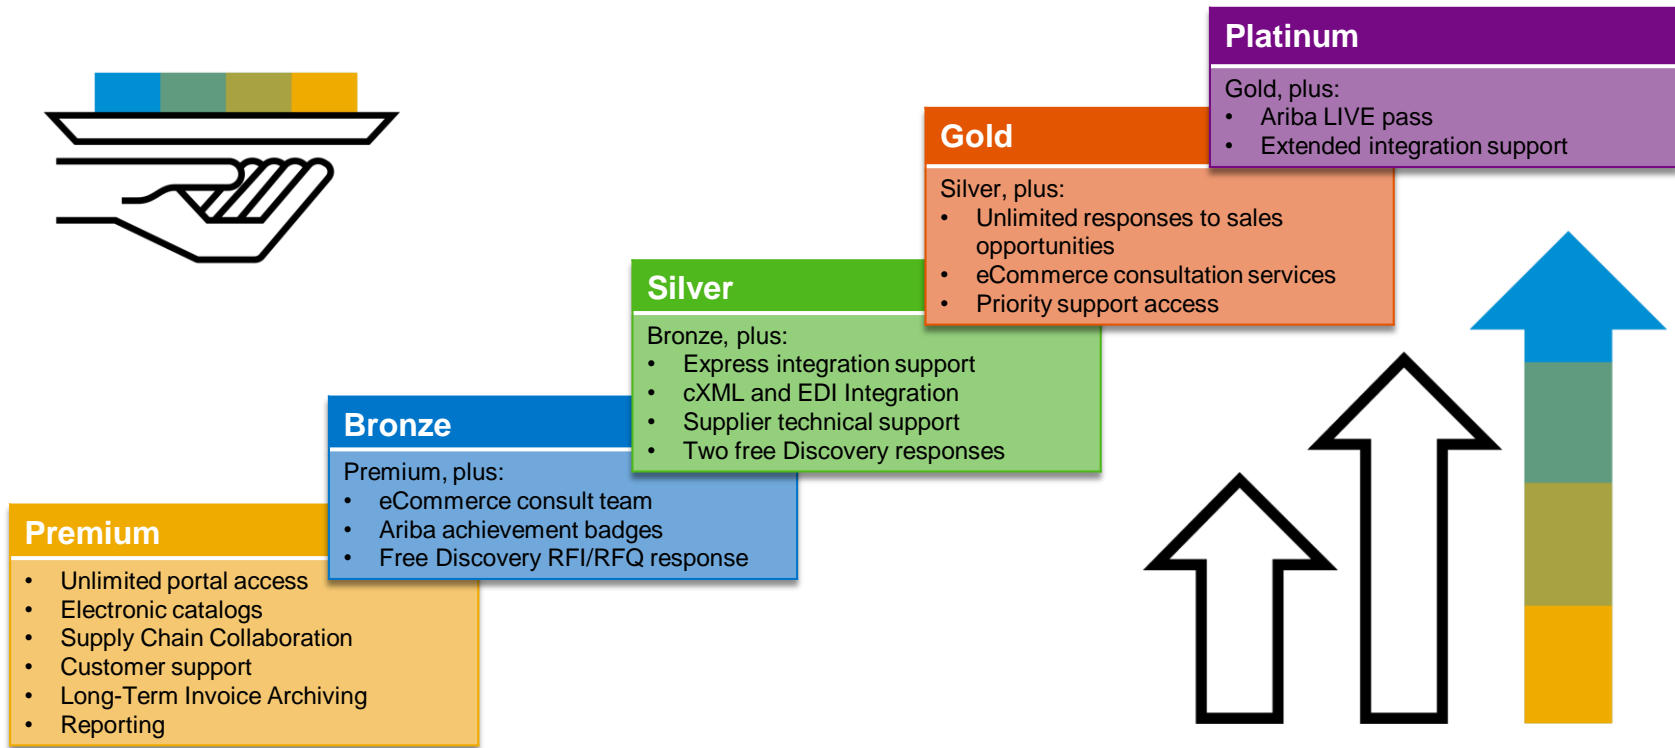 Platinum
Gold, plus:
• Ariba LIVE pass
• Extended integration support
Gold
Silver, plus:
• Unlimited responses to sales
opportunities
• eCommerce consultation services
• Priority support access
Silver
Bronze, plus:
• Express integration support
• cXML and EDI Integration
• Supplier technical support
• Two free Discovery responses
Bronze
Premium, plus:
• eCommerce consult team
• Ariba achievement badges
• Free Discovery RFI/RFQ response
Premium
• Unlimited portal access
• Electronic catalogs
• Supply Chain Collaboration
• Customer support
• Long-Term Invoice Archiving
• Reporting